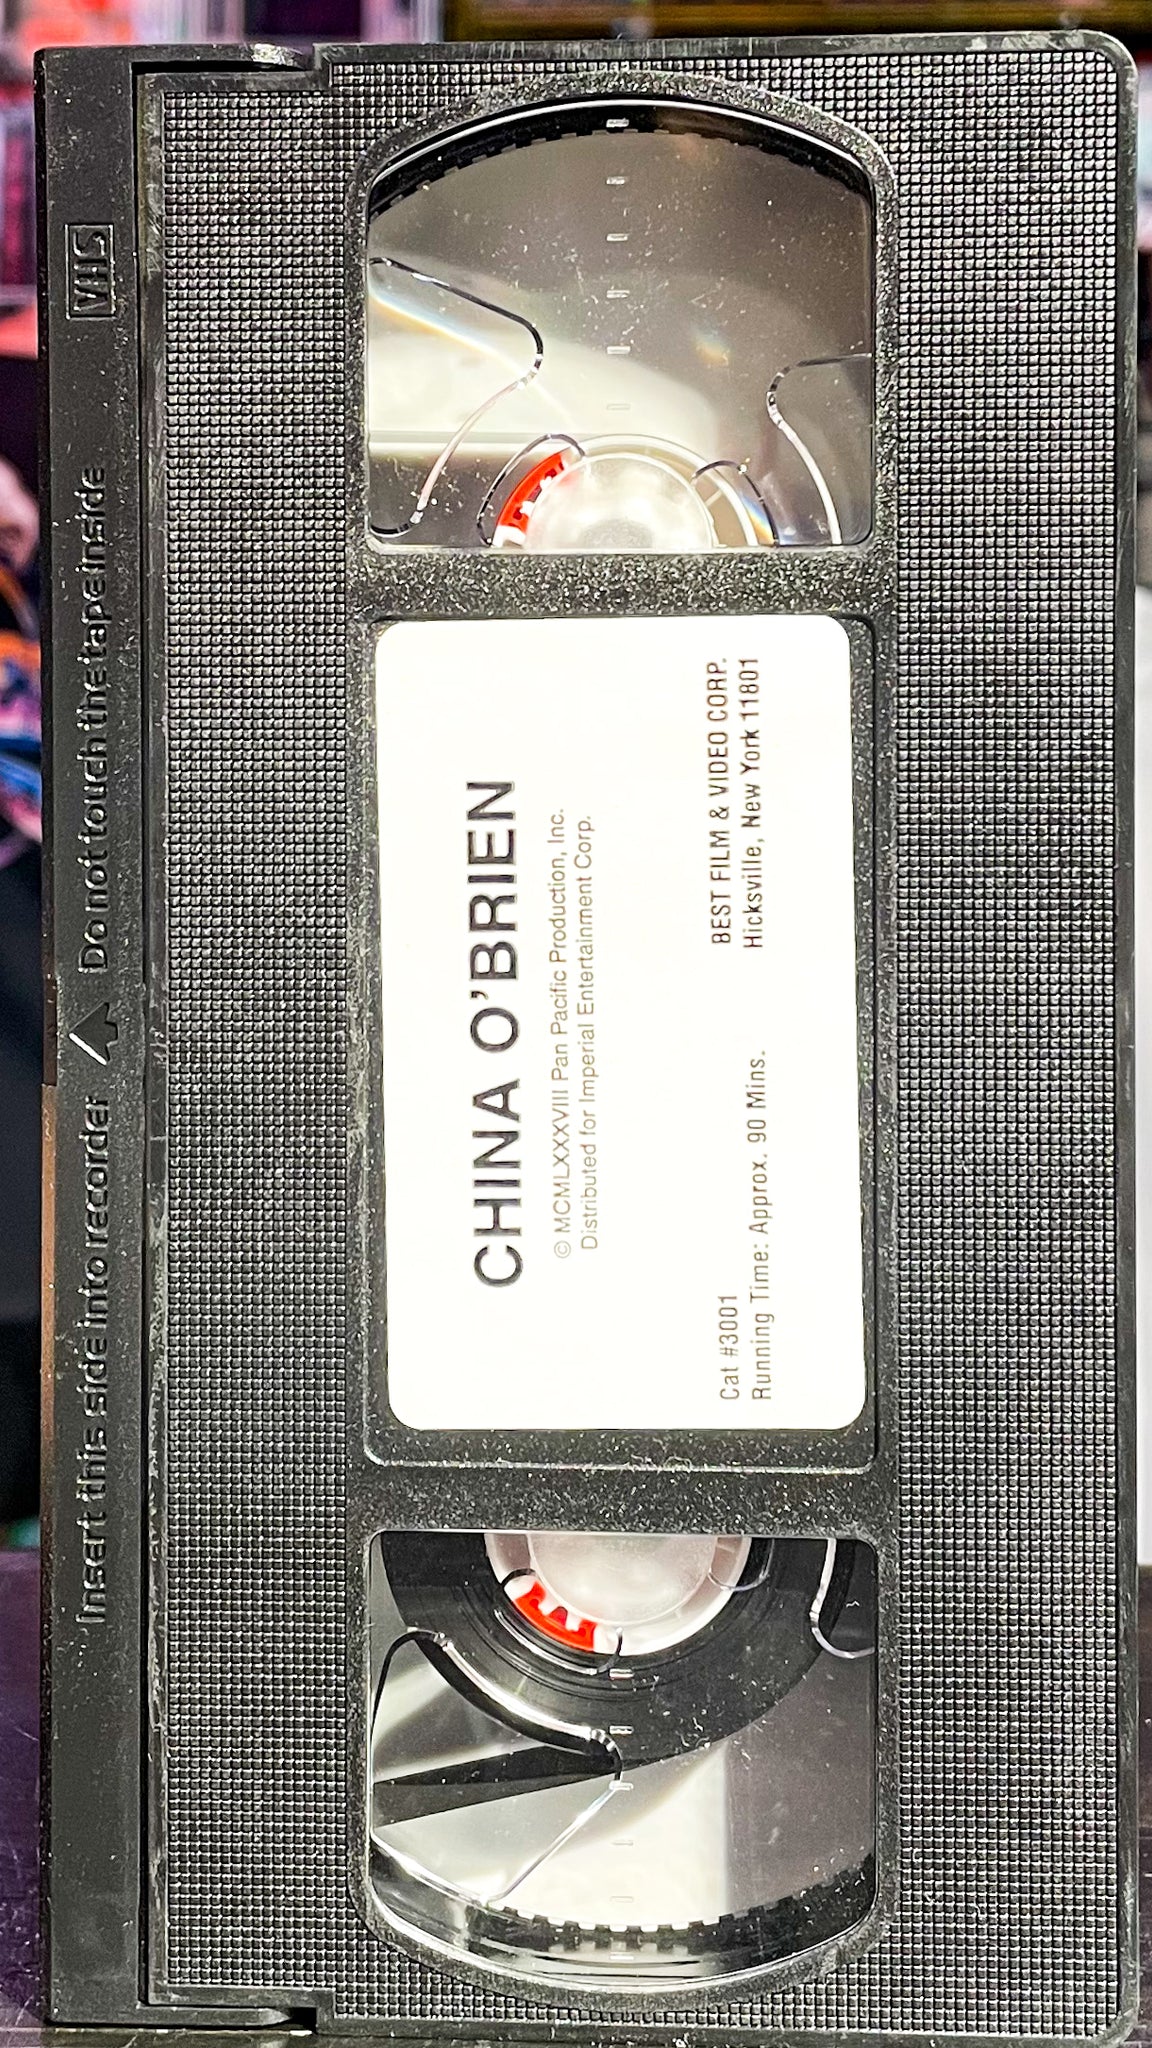 VHS
Insert this side into recorder Do not touch the tape inside
CHINA O'BRIEN
© MCMLXXXVIII Pan Pacific Production, Inc.
Distributed for Imperial Entertainment Corp.
Cat #3001
Running Time: Approx. 90 Mins.
BEST FILM & VIDEO CORP.
Hicksville, New York 11801